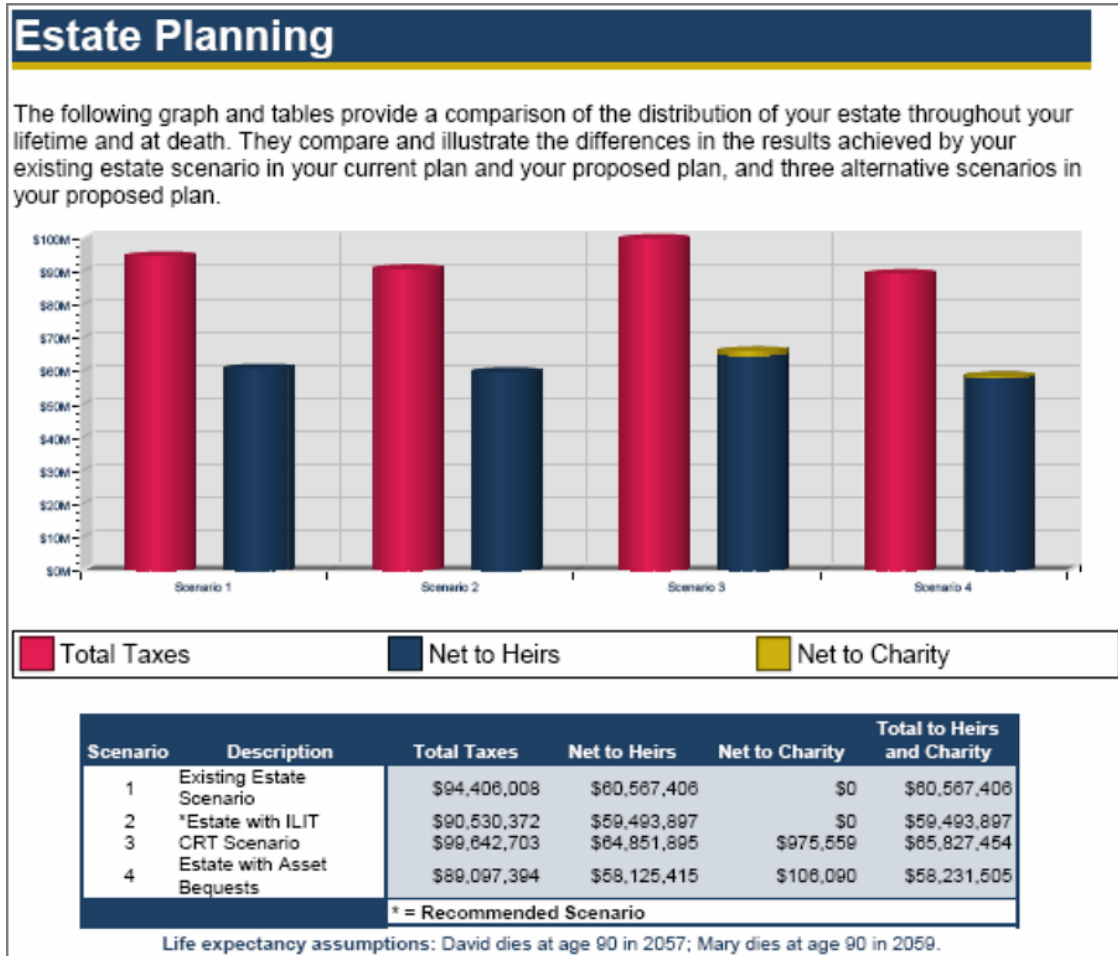 Estate Planning
The following graph and tables provide a comparison of the distribution of your estate throughout your
lifetime and at death. They compare and illustrate the differences in the results achieved by your
existing estate scenario in your current plan and your proposed plan, and three alternative scenarios in
your proposed plan.
$100M
$90M
$80M
$70M
$60M
$50M
$40M
$30M
$20M
$10M
$0M
Scenario 1 Scenario 2 Scenario 3 Scenario 4
Total Taxes Net to Heirs Net to Charity
Scenario Description Total Taxes Net to Heirs Net to Charity Total to Heirs and Charity
1 Existing Estate Scenario $94,406,008 $60,567,406 $0 $60,567,406
2 *Estate with ILIT $90,530,372 $59,493,897 $0 $59,493,897
3 CRT Scenario $99,642,703 $64,851,895 $975,559 $65,827,454
4 Estate with Asset Bequests $89,097,394 $58,125,415 $106,090 $58,231,505
* = Recommended Scenario
Life expectancy assumptions: David dies at age 90 in 2057; Mary dies at age 90 in 2059.